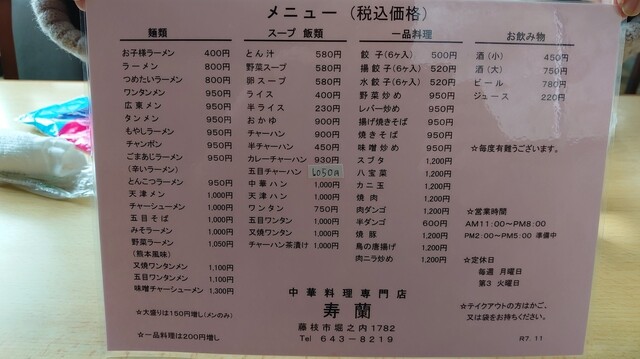 メニュー (税込価格)
麺類
お子様ラーメン 400円
ラーメン 800円
つめたいラーメン 800円
ワンタンメン 950円
広東メン 950円
タンメン 950円
もやしラーメン 950円
チャンポン 950円
ごまあじラーメン 950円
(辛いラーメン)
とんこつラーメン 950円
天津メン 1,000円
チャーシューメン 1,000円
五目そば 1,000円
みそラーメン 1,000円
野菜ラーメン 1,050円
(熊本風味)
叉焼ワンタンメン 1,100円
五目ワンタンメン 1,100円
味噌チャーシューメン 1,300円
☆大盛りは150円増し(メンのみ)
☆一品料理は200円増し
スープ 飯類
とん汁 580円
野菜スープ 580円
卵スープ 580円
ライス 400円
半ライス 230円
おかゆ 900円
チャーハン 900円
半チャーハン 450円
カレーチャーハン 930円
五目チャーハン 1,050円
中華ハン 1,000円
天津ハン 1,000円
ワンタン 750円
五目ワンタン 1,000円
叉焼ワンタン 1,000円
チャーハン茶漬け 1,000円
一品料理
餃子(6ヶ入) 500円
揚餃子(6ヶ入) 520円
水餃子(6ヶ入) 520円
野菜炒め 950円
レバー炒め 950円
揚げ焼きそば 950円
焼きそば 950円
味噌炒め 950円
スブタ 1,200円
八宝菜 1,200円
カニ玉 1,200円
焼肉 1,200円
肉ダンゴ 1,200円
半ダンゴ 600円
焼豚 1,200円
鳥の唐揚げ 1,200円
肉ニラ炒め 1,200円
お飲み物
酒(小) 450円
酒(大) 750円
ビール 780円
ジュース 220円
☆毎度有難うございます。
☆営業時間
AM11:00~PM8:00
PM2:00~PM5:00 準備中
☆定休日
毎週 月曜日
第3 火曜日
☆テイクアウトの方はかご、
又は袋をお持ちください。
中華料理専門店
寿蘭
藤枝市堀之内1782
Tel 643-8219
R7.11